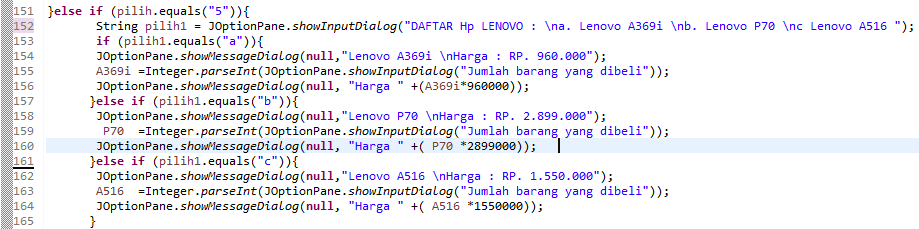 151 }else if (pilih.equals("5")){
152 String pilih1 = JOptionPane.showInputDialog("DAFTAR Hp LENOVO : \na. Lenovo A369i \nb. Lenovo P70 \nc Lenovo A516 ");
153 if (pilih1.equals("a")){
154 JOptionPane.showMessageDialog(null,"Lenovo A369i \nHarga : RP. 960.000");
155 A369i =Integer.parseInt(JOptionPane.showInputDialog("Jumlah barang yang dibeli"));
156 JOptionPane.showMessageDialog(null, "Harga " +(A369i*960000));
157 }else if (pilih1.equals("b")){
158 JOptionPane.showMessageDialog(null,"Lenovo P70 \nHarga : RP. 2.899.000");
159 P70 =Integer.parseInt(JOptionPane.showInputDialog("Jumlah barang yang dibeli"));
160 JOptionPane.showMessageDialog(null, "Harga " +( P70 *2899000));
161 }else if (pilih1.equals("c")){
162 JOptionPane.showMessageDialog(null,"Lenovo A516 \nHarga : RP. 1.550.000");
163 A516 =Integer.parseInt(JOptionPane.showInputDialog("Jumlah barang yang dibeli"));
164 JOptionPane.showMessageDialog(null, "Harga " +( A516 *1550000));
165 }